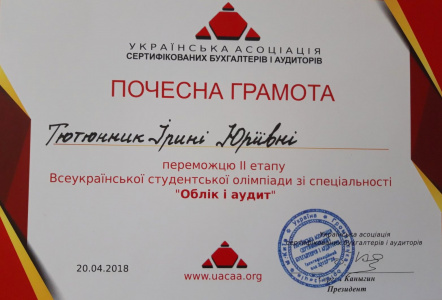 УКРАЇНСЬКА АСОЦІАЦІЯ
СЕРТИФІКОВАНИХ БУХГАЛТЕРІВ І АУДИТОРІВ
ПОЧЕСНА ГРАМОТА
Тютюнник Ірині Юріївні
переможцю ІІ етапу
Всеукраїнської студентської олімпіади зі спеціальності
"Облік і аудит"
Українська асоціація
бухгалтерів і аудиторів
Каныгин
Президент
20.04.2018
www.uacaa.org